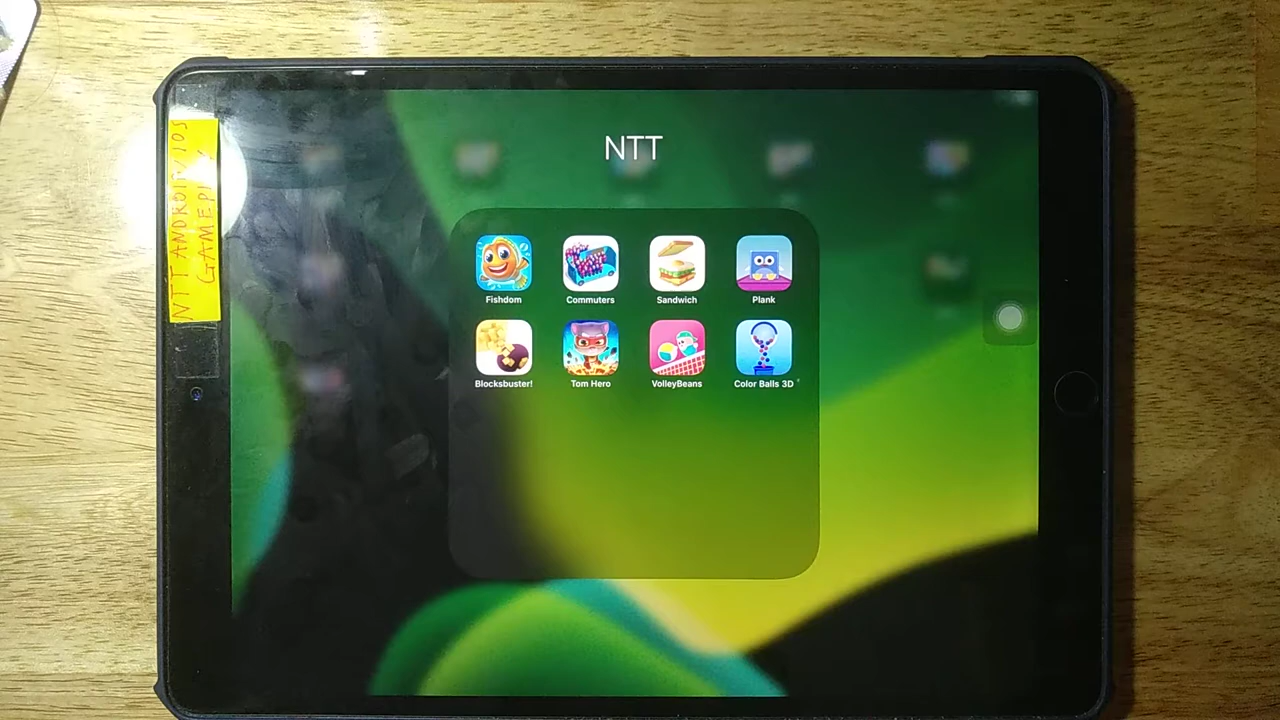 NTT ANDROID/IOS
GAMEPLAY
NTT
Fishdom
Commuters
Sandwich
Plank
Blocksbuster!
Tom Hero
VolleyBeans
Color Balls 3D